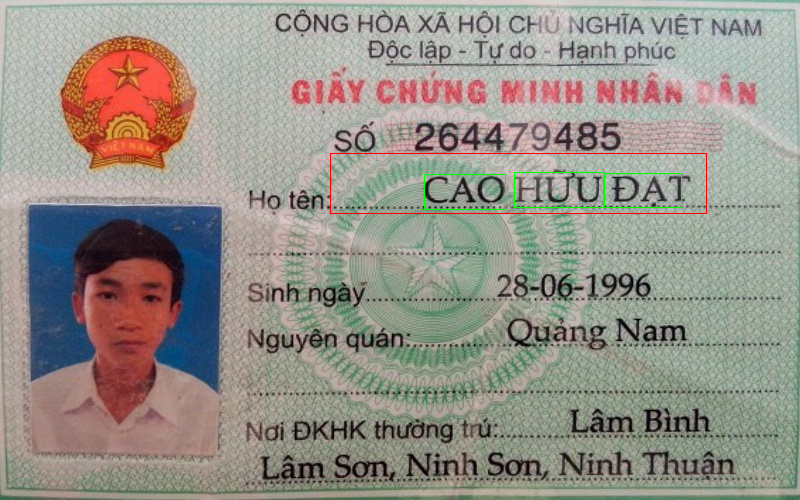 CỘNG HÒA XÃ HỘI CHỦ NGHĨA VIỆT NAM
Độc lập - Tự do - Hạnh phúc
GIẤY CHỨNG MINH NHÂN DÂN
SỐ 264479485
Họ tên: CAO HỮU ĐẠT
Sinh ngày 28-06-1996
Nguyên quán: Quảng Nam
Nơi ĐKHK thường trú: Lâm Bình
Lâm Sơn, Ninh Sơn, Ninh Thuận
VIỆT NAM